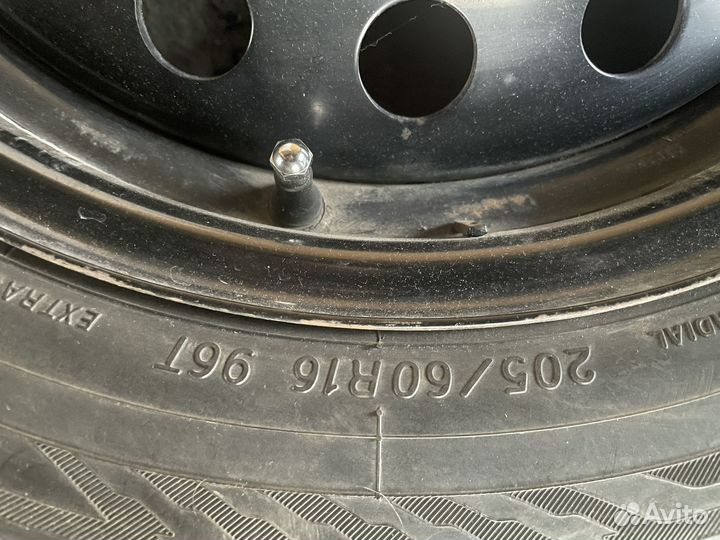 RADIAL
205/60R16 96T
EXTRA
Avito